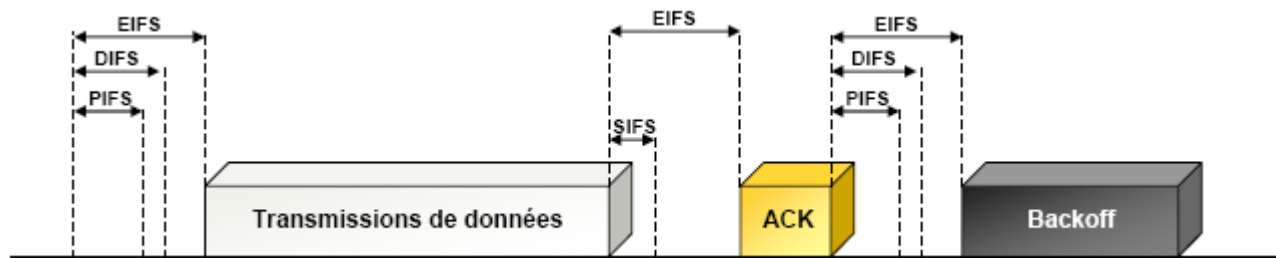 EIFS
DIFS
PIFS
EIFS
SIFS
EIFS
DIFS
PIFS
Transmissions de données
ACK
Backoff